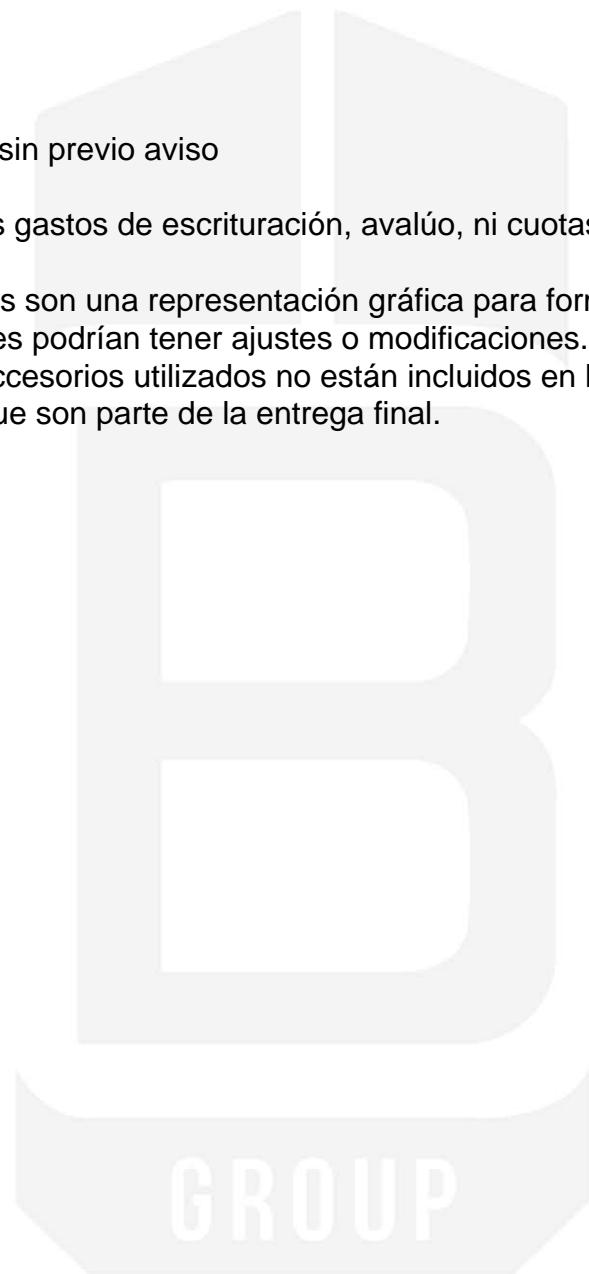 sin previo aviso
s gastos de escrituración, avalúo, ni cuotas
s son una representación gráfica para for
es podrían tener ajustes o modificaciones.
ccesorios utilizados no están incluidos en
ue son parte de la entrega final.
B
GROUP